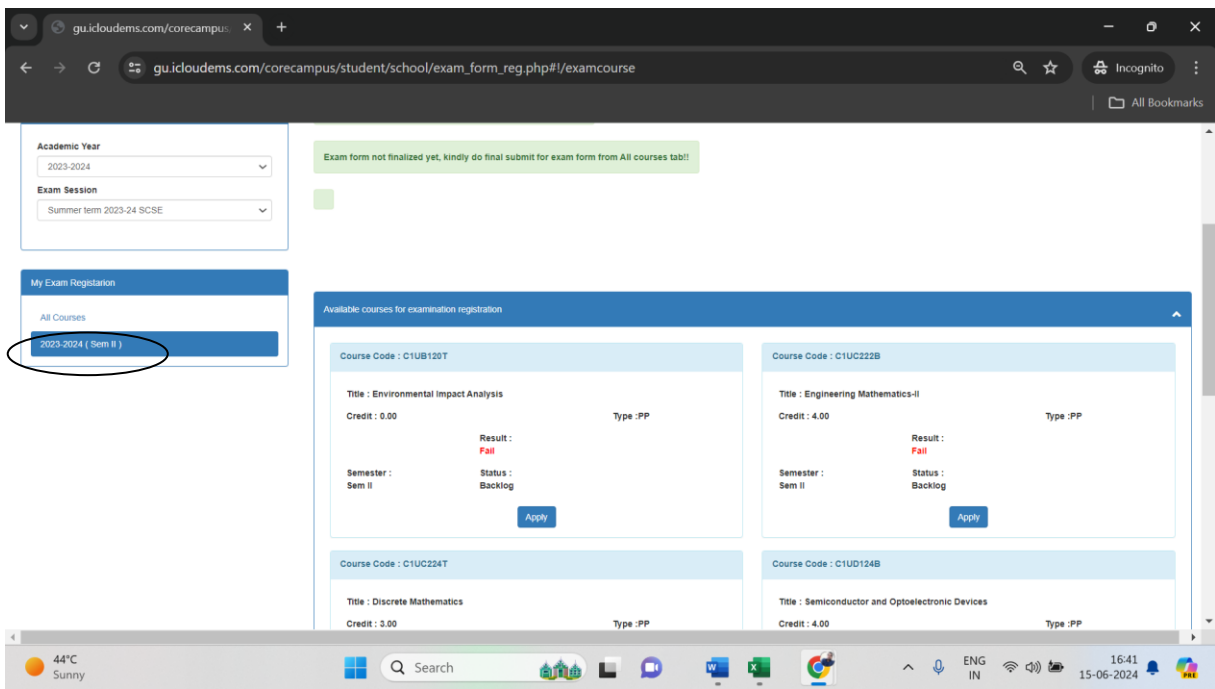 gu.icloudems.com/corecampus/
gu.icloudems.com/corecampus/student/school/exam_form_reg.php#!/examcourse
Incognito
All Bookmarks
Academic Year
2023-2024
Exam Session
Summer term 2023-24 SCSE
Exam form not finalized yet, kindly do final submit for exam form from All courses tab!!
My Exam Registarion
All Courses
2023-2024 ( Sem II )
Available courses for examination registration
Course Code : C1UB120T
Title : Environmental Impact Analysis
Credit : 0.00 Type :PP
Result :
Fail
Semester : Status :
Sem II Backlog
Apply
Course Code : C1UC222B
Title : Engineering Mathematics-II
Credit : 4.00 Type :PP
Result :
Fail
Semester : Status :
Sem II Backlog
Apply
Course Code : C1UC224T
Title : Discrete Mathematics
Credit : 3.00 Type :PP
Course Code : C1UD124B
Title : Semiconductor and Optoelectronic Devices
Credit : 4.00 Type :PP
44°C
Sunny
Search
ENG
IN
16:41
15-06-2024
PRE